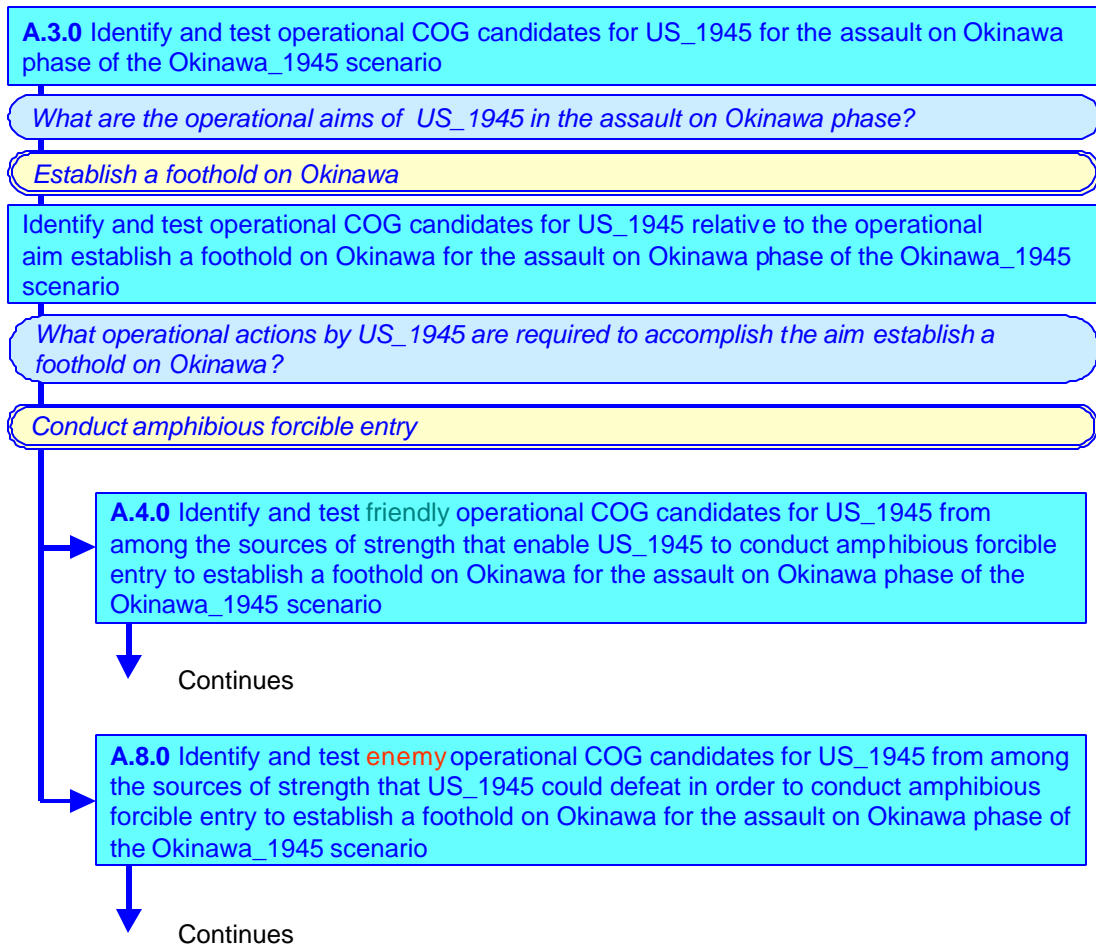 A.3.0 Identify and test operational COG candidates for US_1945 for the assault on Okinawa
phase of the Okinawa_1945 scenario
What are the operational aims of US_1945 in the assault on Okinawa phase?
Establish a foothold on Okinawa
Identify and test operational COG candidates for US_1945 relative to the operational
aim establish a foothold on Okinawa for the assault on Okinawa phase of the Okinawa_1945
scenario
What operational actions by US_1945 are required to accomplish the aim establish a
foothold on Okinawa?
Conduct amphibious forcible entry
A.4.0 Identify and test friendly operational COG candidates for US_1945 from
among the sources of strength that enable US_1945 to conduct amphibious forcible
entry to establish a foothold on Okinawa for the assault on Okinawa phase of the
Okinawa_1945 scenario
Continues
A.8.0 Identify and test enemy operational COG candidates for US_1945 from among
the sources of strength that US_1945 could defeat in order to conduct amphibious
forcible entry to establish a foothold on Okinawa for the assault on Okinawa phase of
the Okinawa_1945 scenario
Continues